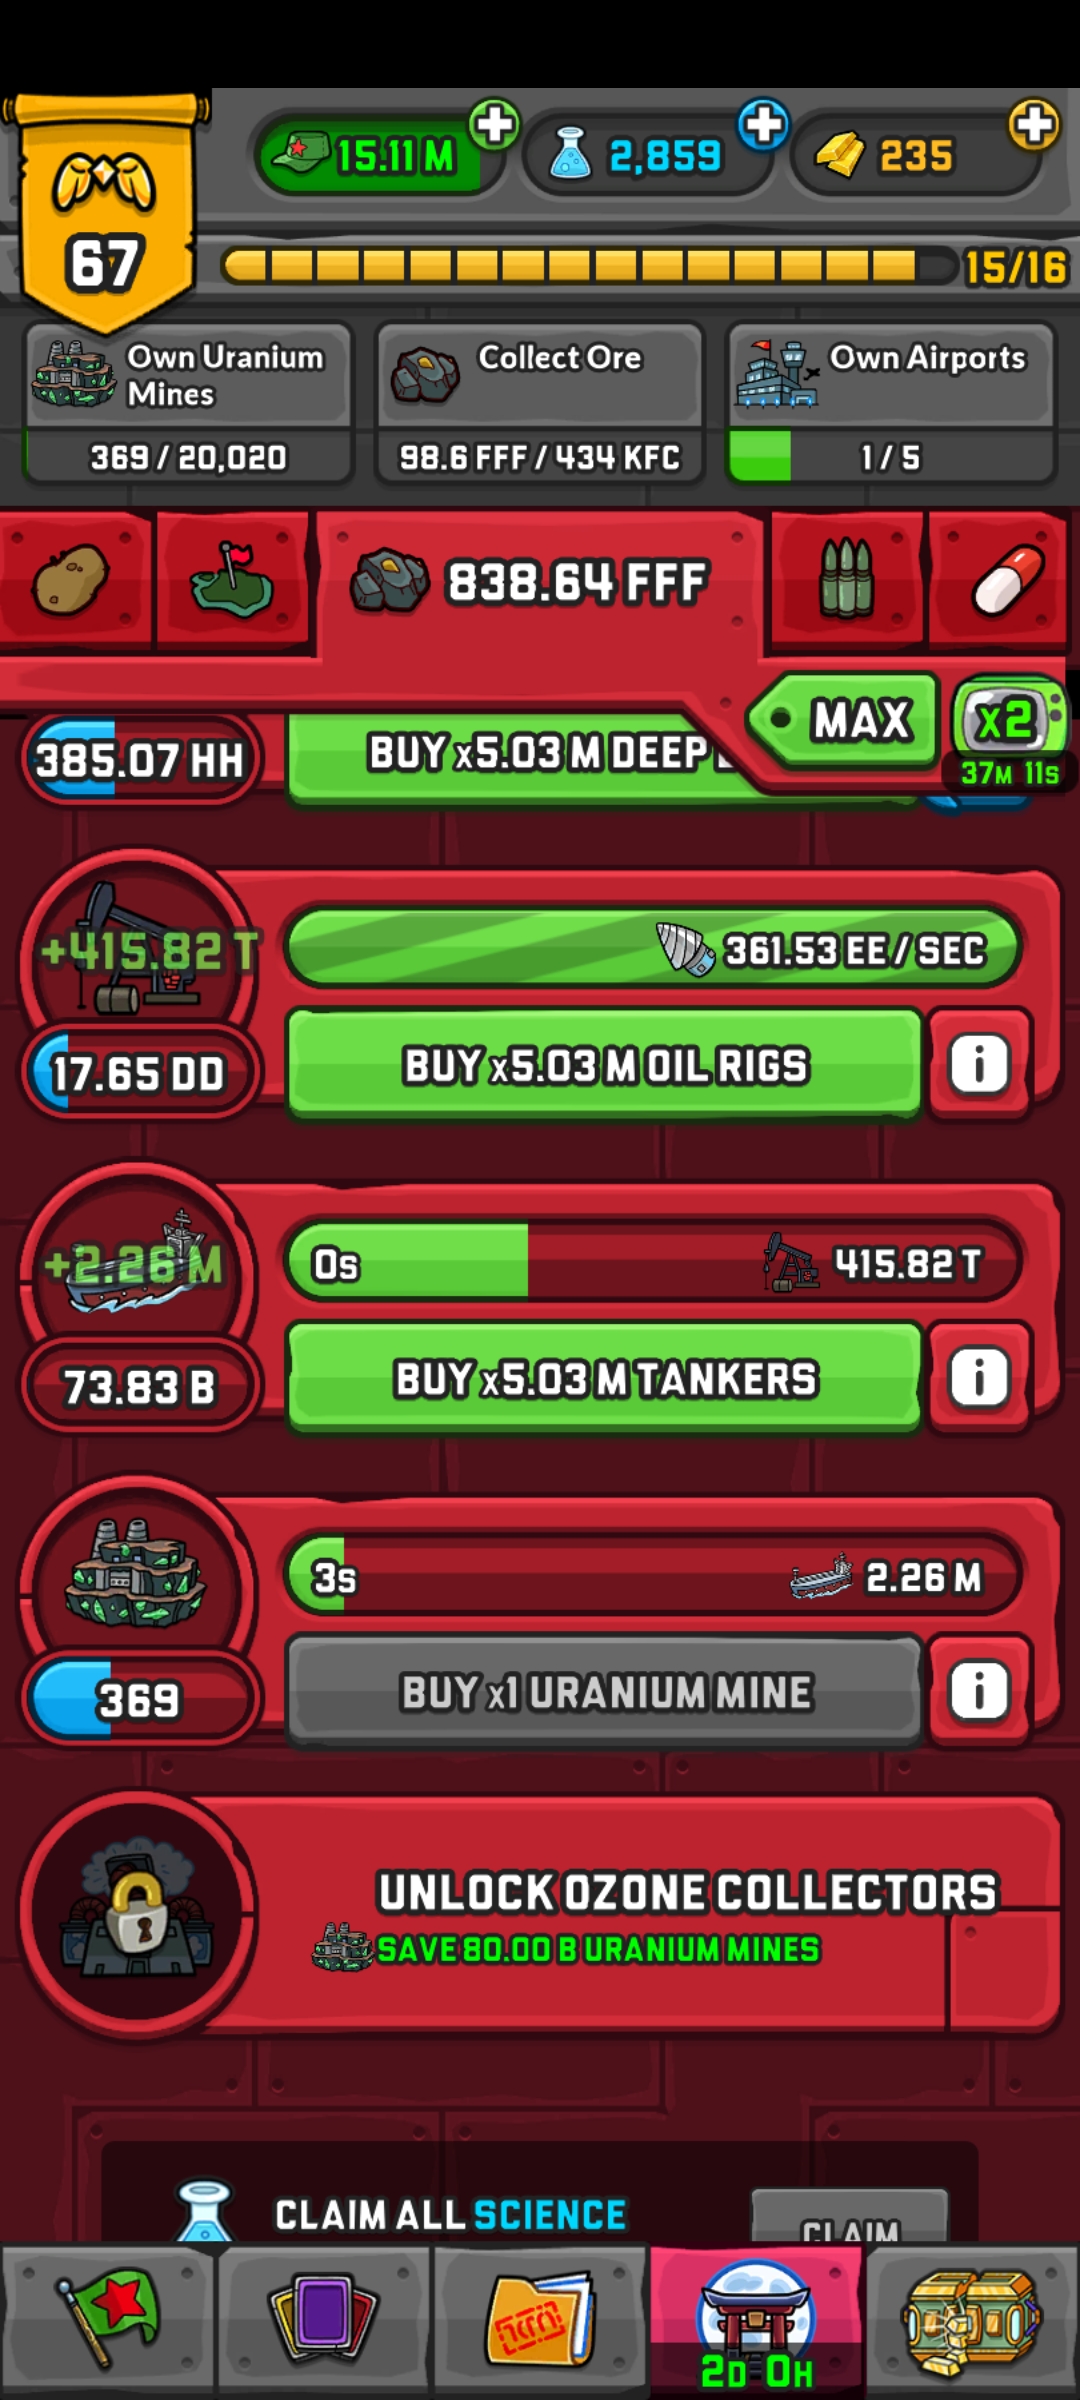 15.11 M
2,859
235
67
15/16
Own Uranium
Mines
369 / 20,020
Collect Ore
98.6 FFF / 434 KFC
Own Airports
1 / 5
838.64 FFF
MAX
x2
37M 11S
385.07 HH
BUY x5.03 M DEEP
+415.82 T
361.53 EE / SEC
17.65 DD
BUY x5.03 M OIL RIGS
+2.26 M
0s
415.82 T
73.83 B
BUY x5.03 M TANKERS
3s
2.26 M
369
BUY x1 URANIUM MINE
UNLOCK OZONE COLLECTORS
SAVE 80.00 B URANIUM MINES
CLAIM ALL SCIENCE
CLAIM
2D 0H